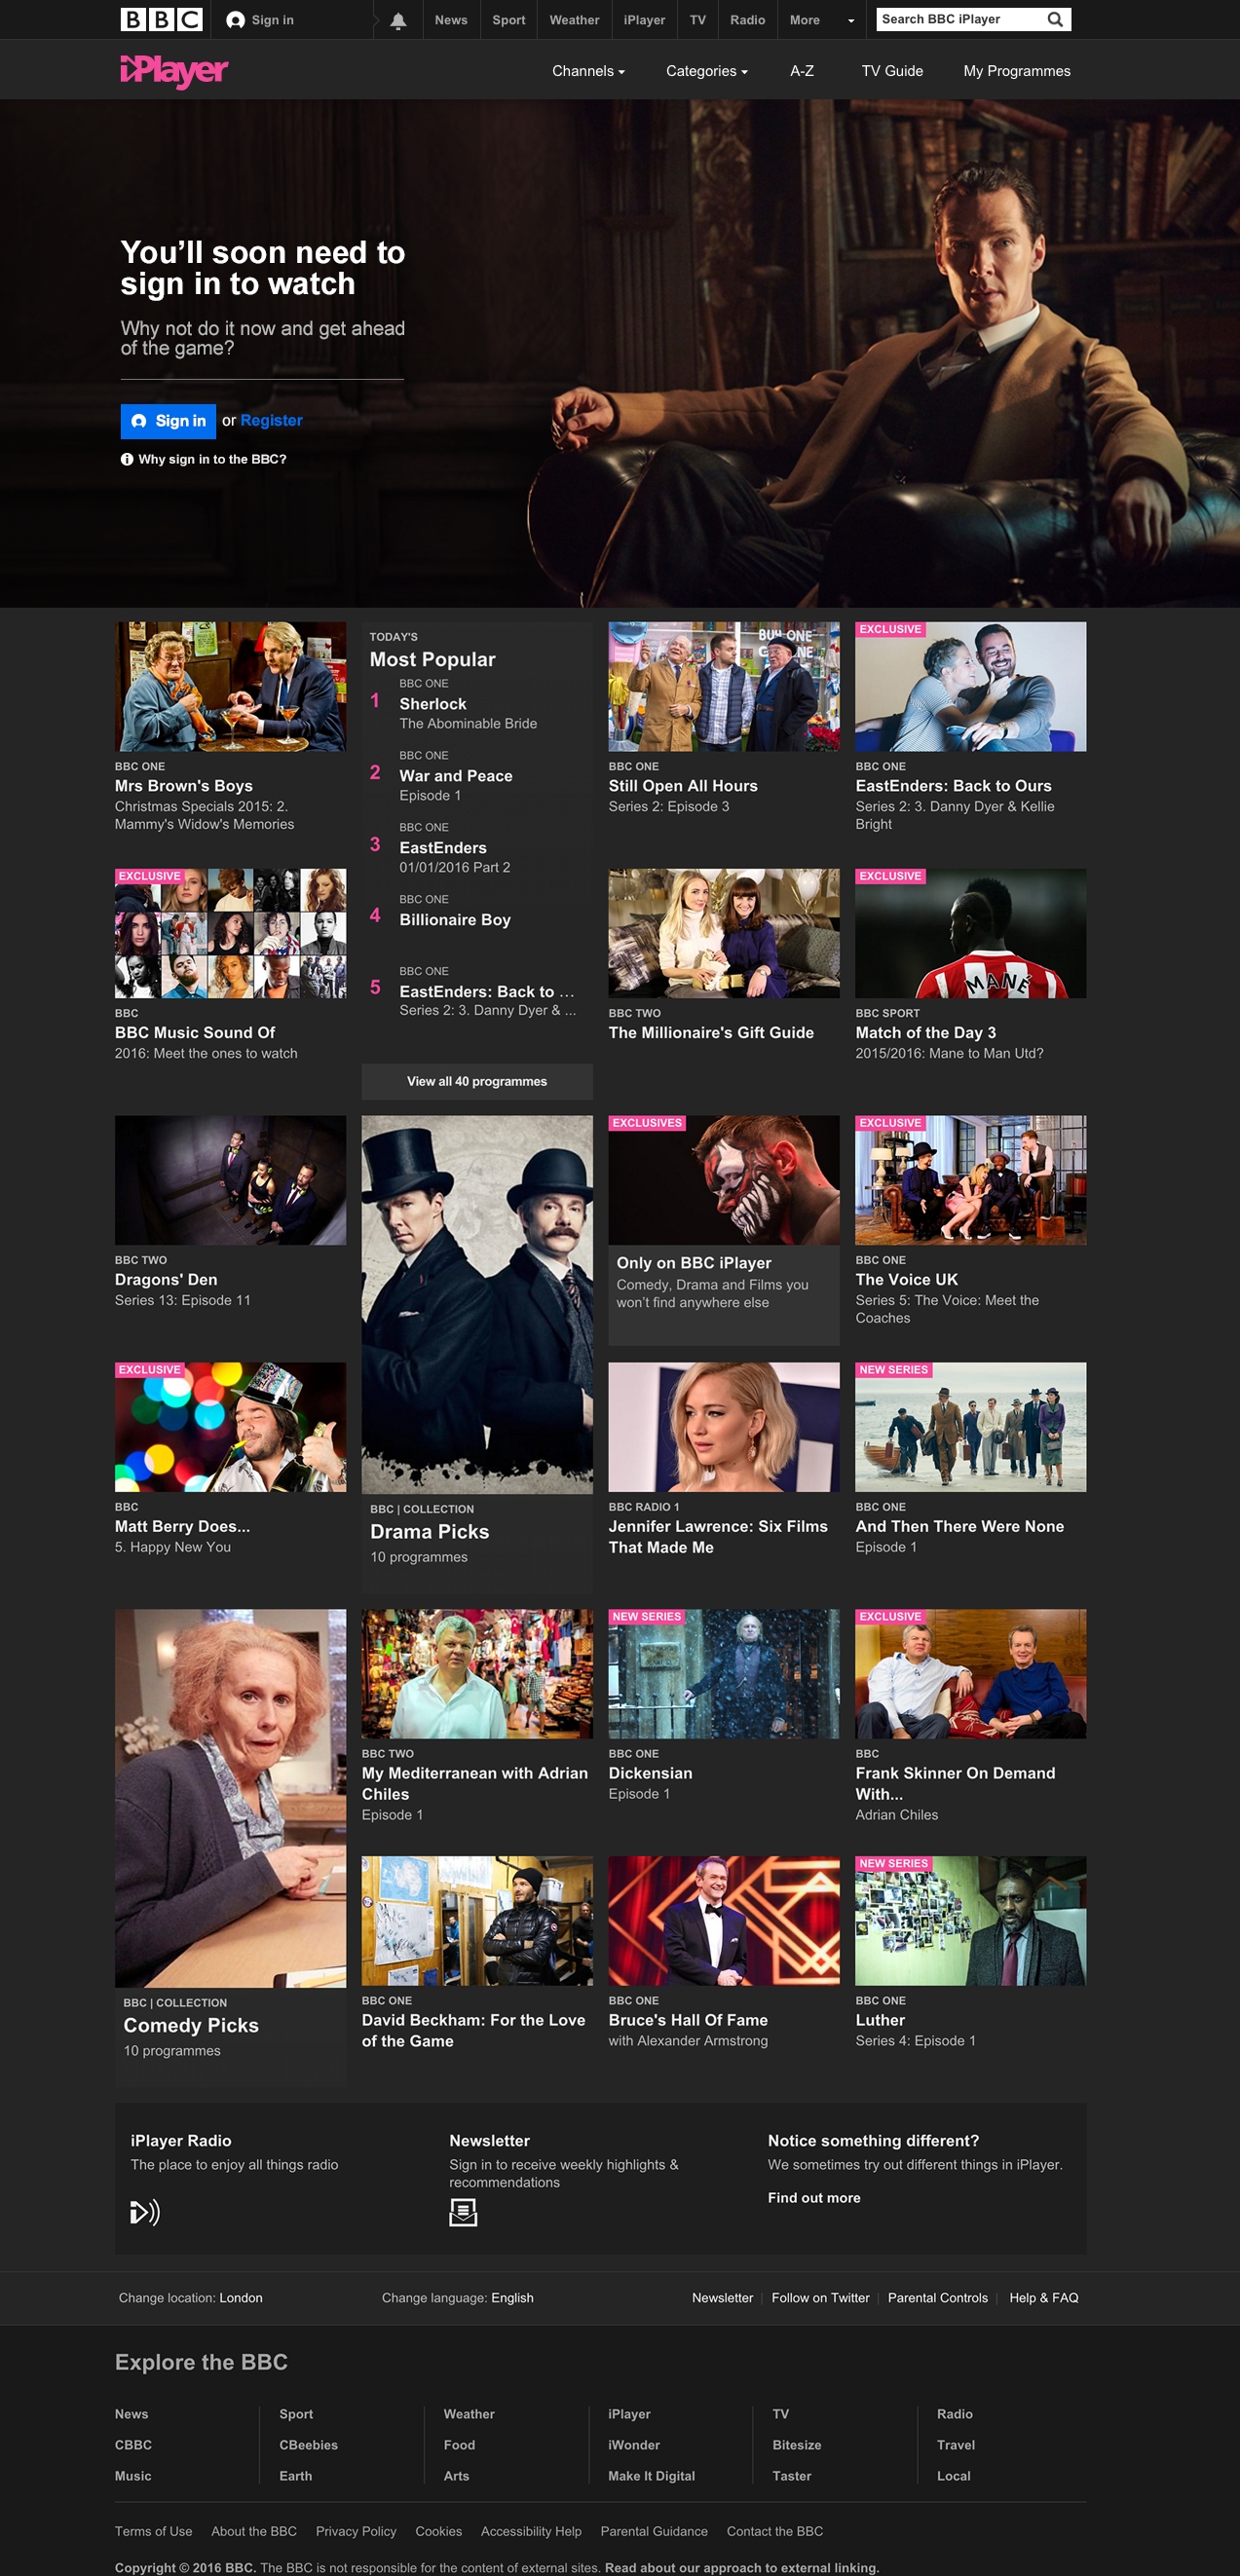 BBC
Sign in
News
Sport
Weather
iPlayer
TV
Radio
More
Search BBC iPlayer
iPlayer
Channels
Categories
A-Z
TV Guide
My Programmes
You'll soon need to
sign in to watch
Why not do it now and get ahead
of the game?
Sign in or Register
Why sign in to the BBC?
BBC ONE
Mrs Brown's Boys
Christmas Specials 2015: 2.
Mammy's Widow's Memories
TODAY'S
Most Popular
1
BBC ONE
Sherlock
The Abominable Bride
2
BBC ONE
War and Peace
Episode 1
3
BBC ONE
EastEnders
01/01/2016 Part 2
4
BBC ONE
Billionaire Boy
5
BBC ONE
EastEnders: Back to ...
Series 2: 3. Danny Dyer & ...
View all 40 programmes
BUY ONE
BBC ONE
Still Open All Hours
Series 2: Episode 3
EXCLUSIVE
BBC ONE
EastEnders: Back to Ours
Series 2: 3. Danny Dyer & Kellie
Bright
EXCLUSIVE
BBC
BBC Music Sound Of
2016: Meet the ones to watch
BBC TWO
The Millionaire's Gift Guide
EXCLUSIVE
MANÉ
BBC SPORT
Match of the Day 3
2015/2016: Mane to Man Utd?
BBC TWO
Dragons' Den
Series 13: Episode 11
BBC | COLLECTION
Drama Picks
10 programmes
EXCLUSIVES
Only on BBC iPlayer
Comedy, Drama and Films you
won't find anywhere else
EXCLUSIVE
BBC ONE
The Voice UK
Series 5: The Voice: Meet the
Coaches
EXCLUSIVE
BBC
Matt Berry Does...
5. Happy New You
BBC RADIO 1
Jennifer Lawrence: Six Films
That Made Me
NEW SERIES
BBC ONE
And Then There Were None
Episode 1
BBC | COLLECTION
Comedy Picks
10 programmes
BBC TWO
My Mediterranean with Adrian
Chiles
Episode 1
NEW SERIES
BBC ONE
Dickensian
Episode 1
EXCLUSIVE
BBC
Frank Skinner On Demand
With...
Adrian Chiles
BBC ONE
David Beckham: For the Love
of the Game
BBC ONE
Bruce's Hall Of Fame
with Alexander Armstrong
NEW SERIES
BBC ONE
Luther
Series 4: Episode 1
iPlayer Radio
The place to enjoy all things radio
Newsletter
Sign in to receive weekly highlights &
recommendations
Notice something different?
We sometimes try out different things in iPlayer.
Find out more
Change location: London
Change language: English
Newsletter
Follow on Twitter
Parental Controls
Help & FAQ
Explore the BBC
News
Sport
Weather
iPlayer
TV
Radio
CBBC
CBeebies
Food
iWonder
Bitesize
Travel
Music
Earth
Arts
Make It Digital
Taster
Local
Terms of Use
About the BBC
Privacy Policy
Cookies
Accessibility Help
Parental Guidance
Contact the BBC
Copyright © 2016 BBC. The BBC is not responsible for the content of external sites. Read about our approach to external linking.